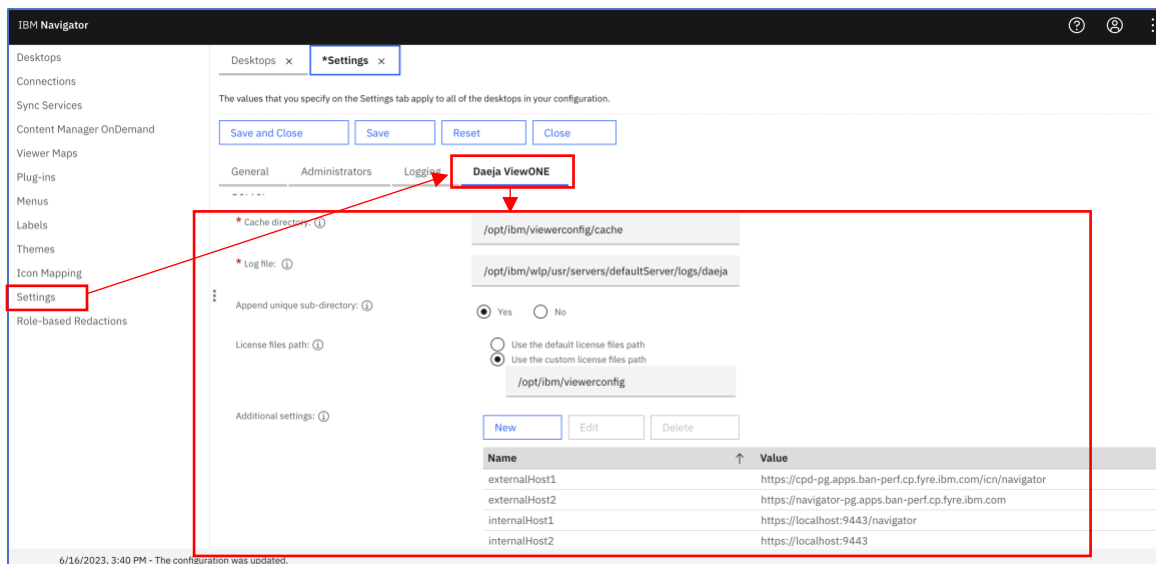 IBM Navigator
Desktops
Connections
Sync Services
Content Manager OnDemand
Viewer Maps
Plug-ins
Menus
Labels
Themes
Icon Mapping
Settings
Role-based Redactions
Desktops × *Settings ×
The values that you specify on the Settings tab apply to all of the desktops in your configuration.
Save and Close Save Reset Close
General Administrators Logging Daeja ViewONE
* Cache directory: /opt/ibm/viewerconfig/cache
* Log file: /opt/ibm/wlp/usr/servers/defaultServer/logs/daeja
Append unique sub-directory: Yes No
License files path: Use the default license files path
Use the custom license files path
/opt/ibm/viewerconfig
Additional settings:
New Edit Delete
Name ↑ Value
externalHost1 https://cpd-pg.apps.ban-perf.cp.fyre.ibm.com/icn/navigator
externalHost2 https://navigator-pg.apps.ban-perf.cp.fyre.ibm.com
internalHost1 https://localhost:9443/navigator
internalHost2 https://localhost:9443
6/16/2023, 3:40 PM - The configuration was updated.